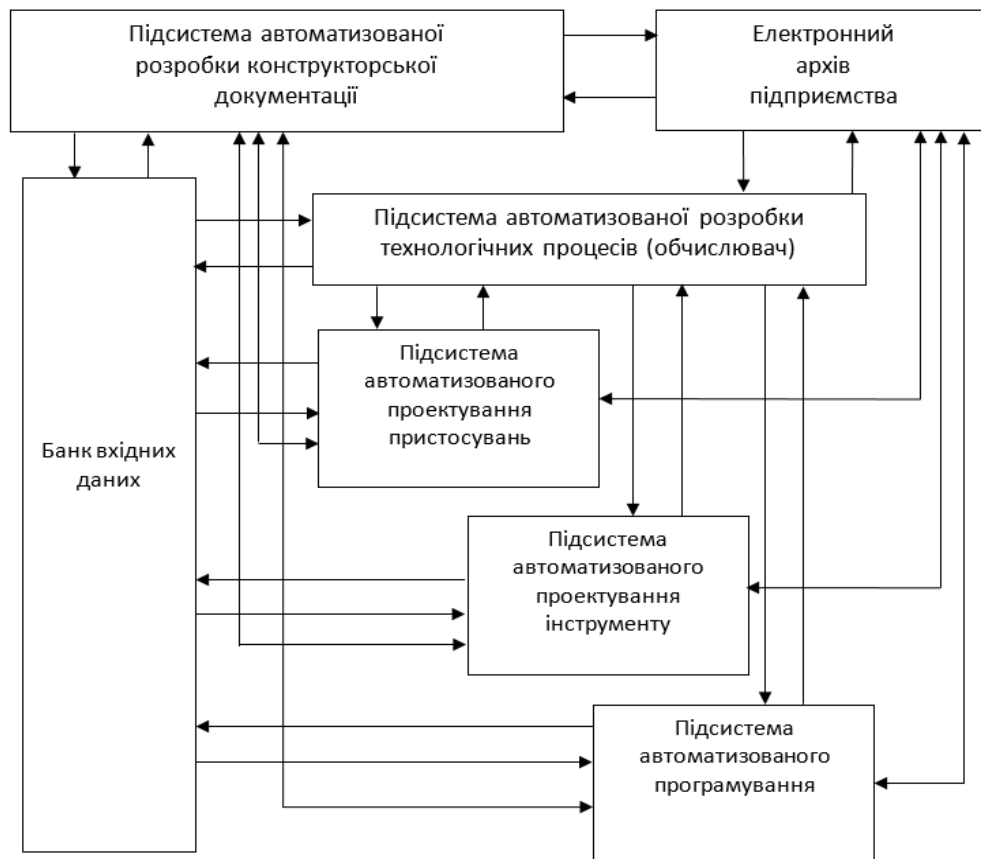 Підсистема автоматизованої
розробки конструкторської
документації
Електронний
архів
підприємства
Підсистема автоматизованої розробки
технологічних процесів (обчислювач)
Підсистема
автоматизованого
проектування
пристосувань
Банк вхідних
даних
Підсистема
автоматизованого
проектування
інструменту
Підсистема
автоматизованого
програмування